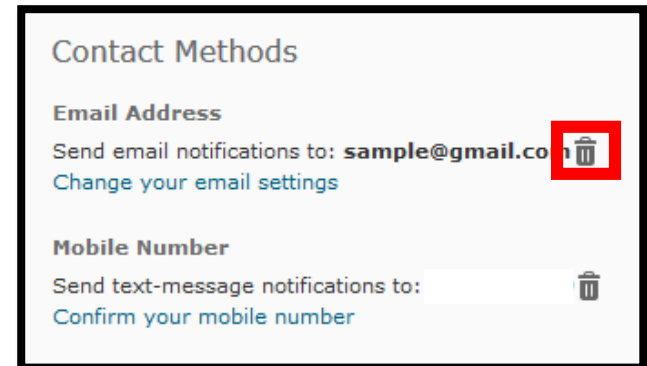 Contact Methods
Email Address
Send email notifications to: sample@gmail.com
Change your email settings
Mobile Number
Send text-message notifications to:
Confirm your mobile number